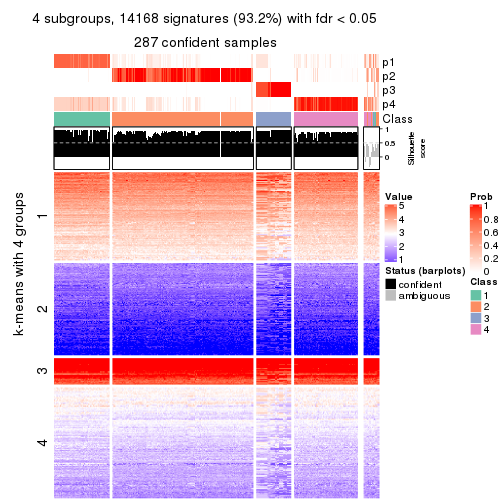 4 subgroups, 14168 signatures (93.2%) with fdr < 0.05
287 confident samples
p1
p2
p3
p4
Class
1
0.5
0
Silhouette
score
k-means with 4 groups
1
2
3
4
Value
5
4
3
2
1
Status (barplots)
confident
ambiguous
Prob
1
0.8
0.6
0.4
0.2
0
Class
1
2
3
4